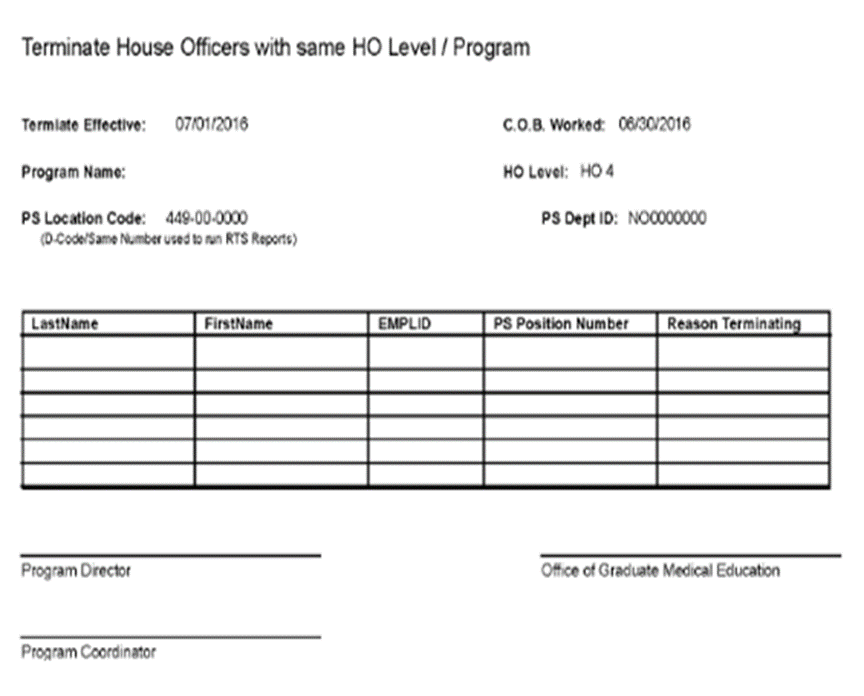 Terminate House Officers with same HO Level / Program
Termiate Effective: 07/01/2016 C.O.B. Worked: 06/30/2016
Program Name: HO Level: HO 4
PS Location Code: 449-00-0000 PS Dept ID: NO0000000
(D-Code/Same Number used to run RTS Reports)
LastName FirstName EMPLID PS Position Number Reason Terminating
Program Director Office of Graduate Medical Education
Program Coordinator